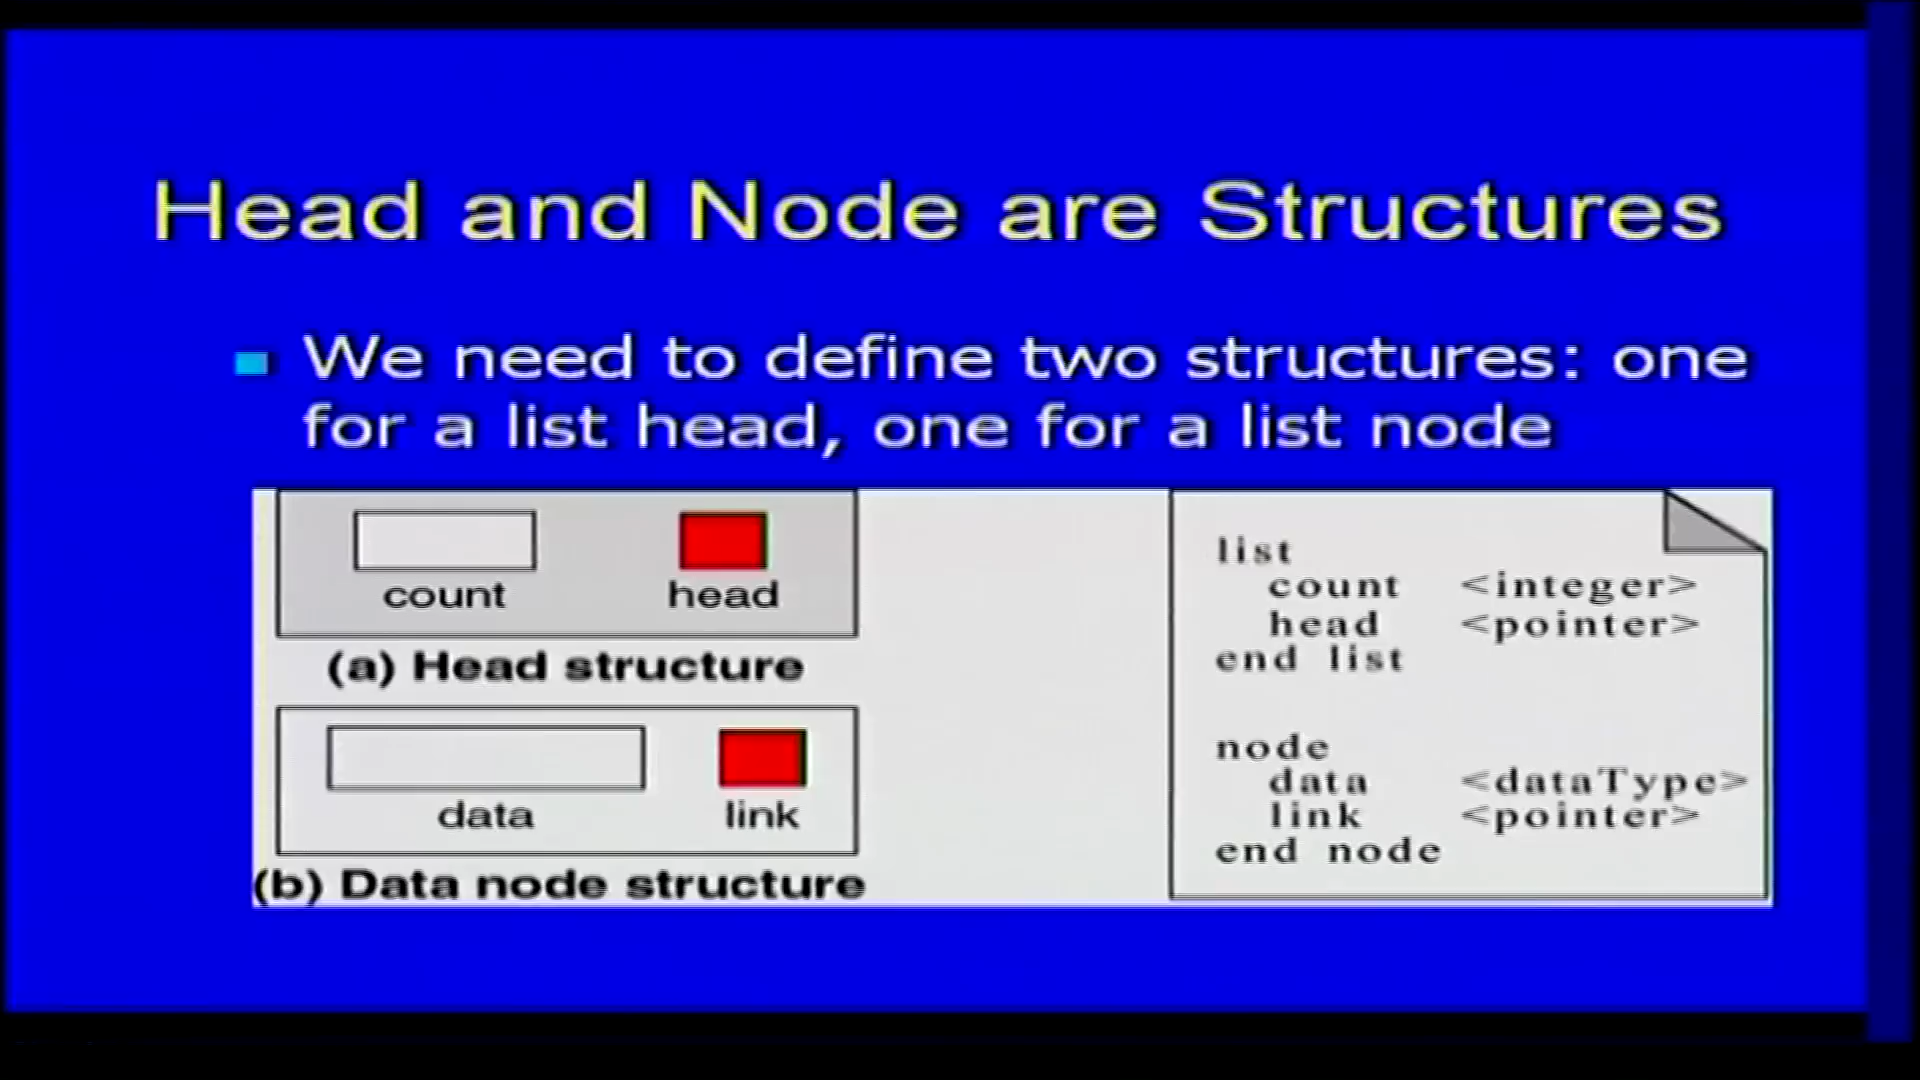 Head and Node are Structures
We need to define two structures: one
for a list head, one for a list node
count head
(a) Head structure
data link
(b) Data node structure
list
count <integer>
head <pointer>
end list
node
data <dataType>
link <pointer>
end node